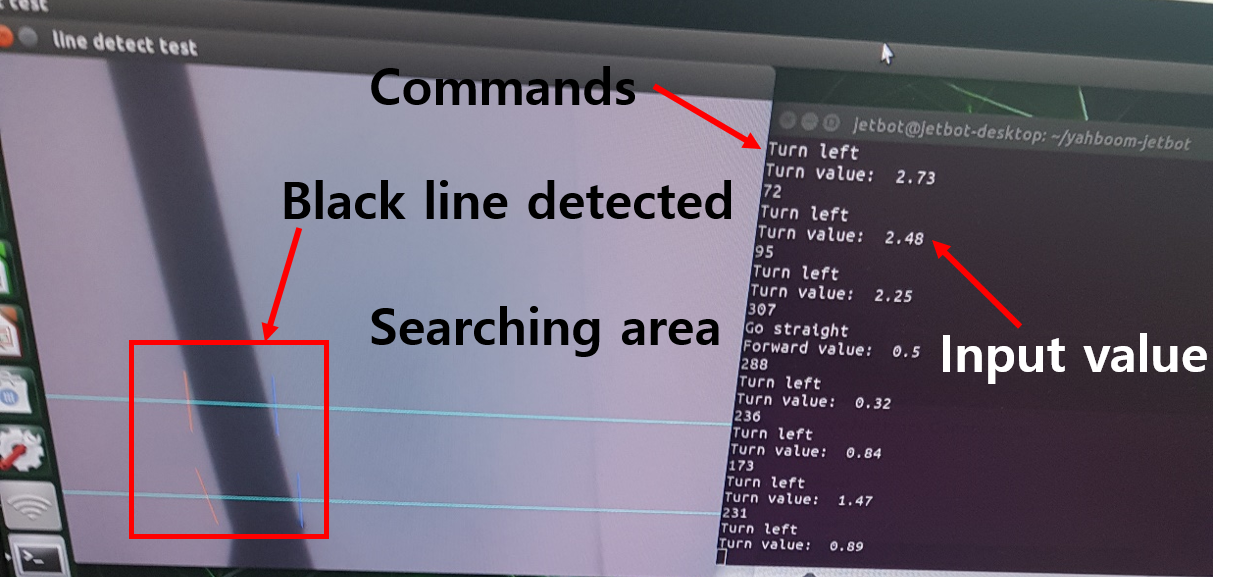 test
line detect test
Commands
Black line detected
Searching area
jetbot@jetbot-desktop: ~/yahboom-jetbot
Turn left
Turn value: 2.73
72
Turn left
Turn value: 2.48
95
Turn left
Turn value: 2.25
307
Go straight
Forward value: 0.5
288
Turn left
Turn value: 0.32
236
Turn left
Turn value: 0.84
173
Turn left
Turn value: 1.47
231
Turn left
Turn value: 0.89
Input value